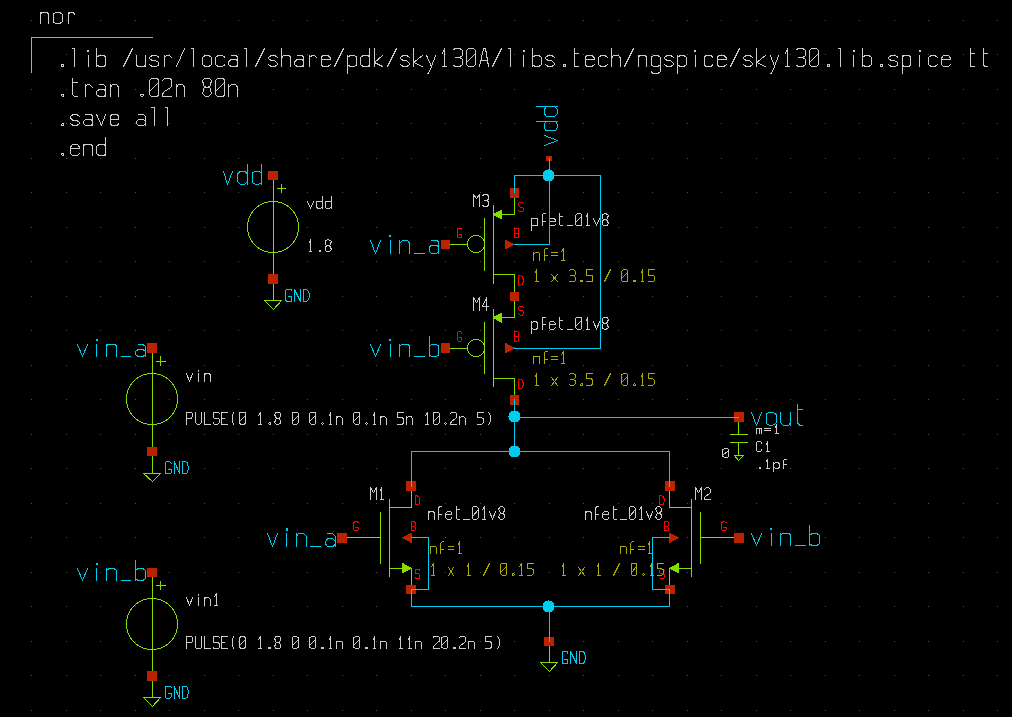 nor
.lib /usr/local/share/pdk/sky130A/libs.tech/ngspice/sky130.lib.spice tt
.tran .02n 80n
.save all
.end
vdd
vdd
+
vdd
1.8
GND
M3
S
pfet_01v8
vin_a
G
B
nf=1
1 x 3.5 / 0.15
D
M4
S
pfet_01v8
vin_b
G
B
nf=1
1 x 3.5 / 0.15
D
vin_a
+
vin
PULSE(0 1.8 0 0.1n 0.1n 5n 10.2n 5)
GND
vout
m=1
C1
0
.1pf
M1
D
nfet_01v8
vin_a
G
B
nf=1
1 x 1 / 0.15
S
M2
D
nfet_01v8
B
G
vin_b
nf=1
1 x 1 / 0.15
S
vin_b
+
vin1
PULSE(0 1.8 0 0.1n 0.1n 11n 20.2n 5)
GND
GND